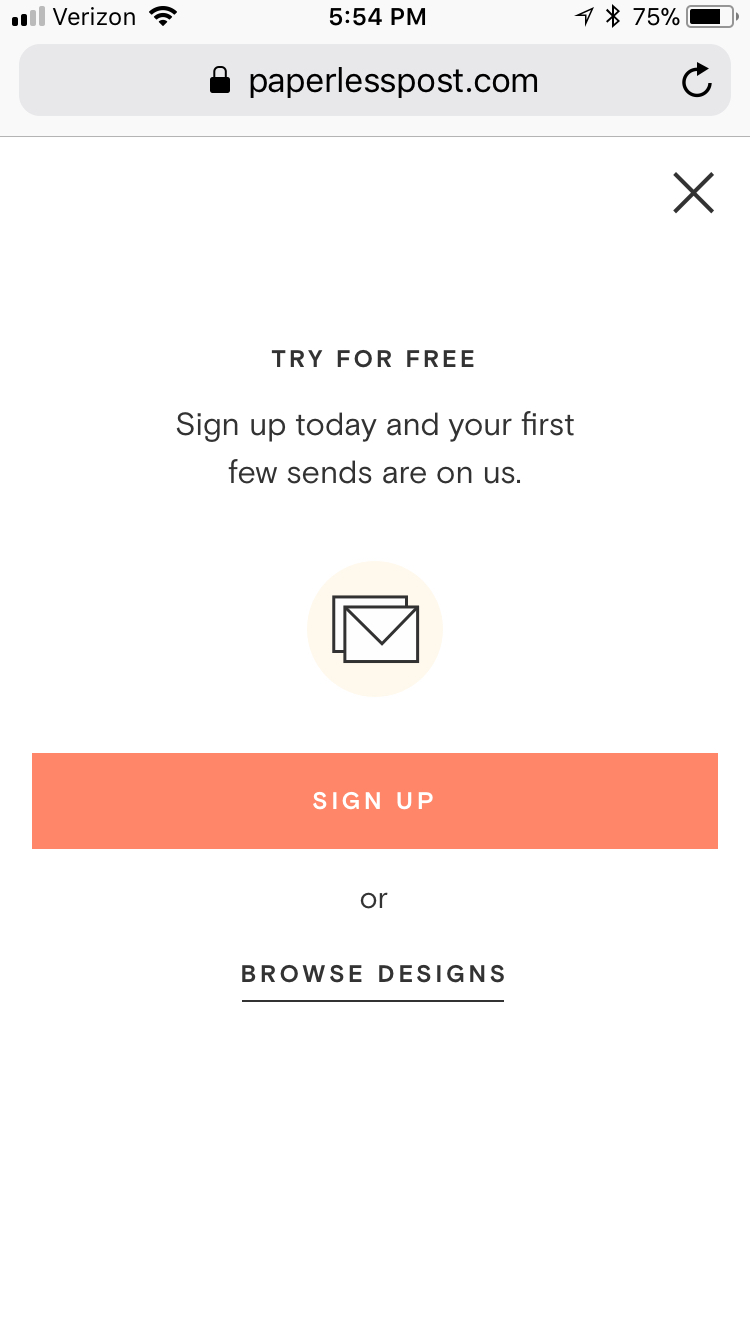 Verizon 5:54 PM 75%
paperlesspost.com
TRY FOR FREE
Sign up today and your first
few sends are on us.
SIGN UP
or
BROWSE DESIGNS